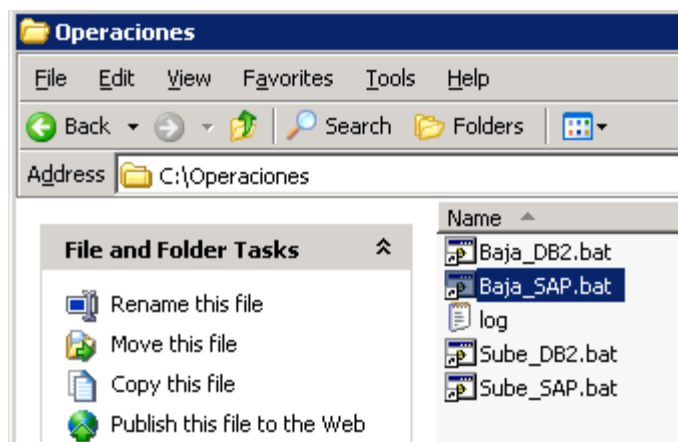 Operaciones
File Edit View Favorites Tools Help
Back Search Folders
Address C:\Operaciones
Name
File and Folder Tasks
Rename this file
Move this file
Copy this file
Publish this file to the Web
Baja_DB2.bat
Baja_SAP.bat
log
Sube_DB2.bat
Sube_SAP.bat